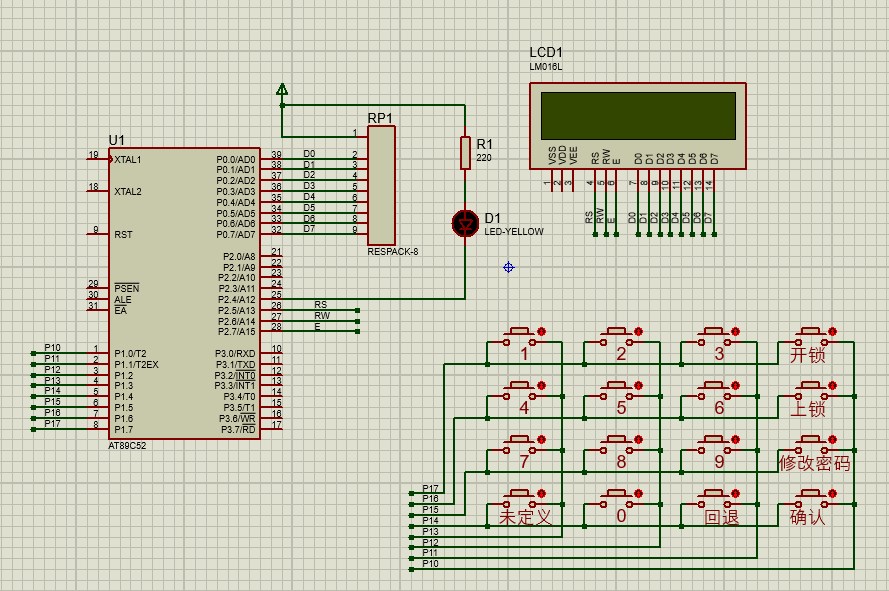 LCD1
LM016L
VSS
VDD
VEE
RS
RW
E
D0
D1
D2
D3
D4
D5
D6
D7
1
2
3
4
5
6
7
8
9
10
11
12
13
14
RS
RW
E
D0
D1
D2
D3
D4
D5
D6
D7
RP1
1
2
3
4
5
6
7
8
9
RESPACK-8
R1
220
D1
LED-YELLOW
U1
19 XTAL1
18 XTAL2
9 RST
29 PSEN
30 ALE
31 EA
P10 1 P1.0/T2
P11 2 P1.1/T2EX
P12 3 P1.2
P13 4 P1.3
P14 5 P1.4
P15 6 P1.5
P16 7 P1.6
P17 8 P1.7
P0.0/AD0 39 D0
P0.1/AD1 38 D1
P0.2/AD2 37 D2
P0.3/AD3 36 D3
P0.4/AD4 35 D4
P0.5/AD5 34 D5
P0.6/AD6 33 D6
P0.7/AD7 32 D7
P2.0/A8 21
P2.1/A9 22
P2.2/A10 23
P2.3/A11 24
P2.4/A12 25
P2.5/A13 26 RS
P2.6/A14 27 RW
P2.7/A15 28 E
P3.0/RXD 10
P3.1/TXD 11
P3.2/INT0 12
P3.3/INT1 13
P3.4/T0 14
P3.5/T1 15
P3.6/WR 16
P3.7/RD 17
AT89C52
1 2 3 开锁
4 5 6 上锁
7 8 9 修改密码
未定义 0 回退 确认
P17
P16
P15
P14
P13
P12
P11
P10